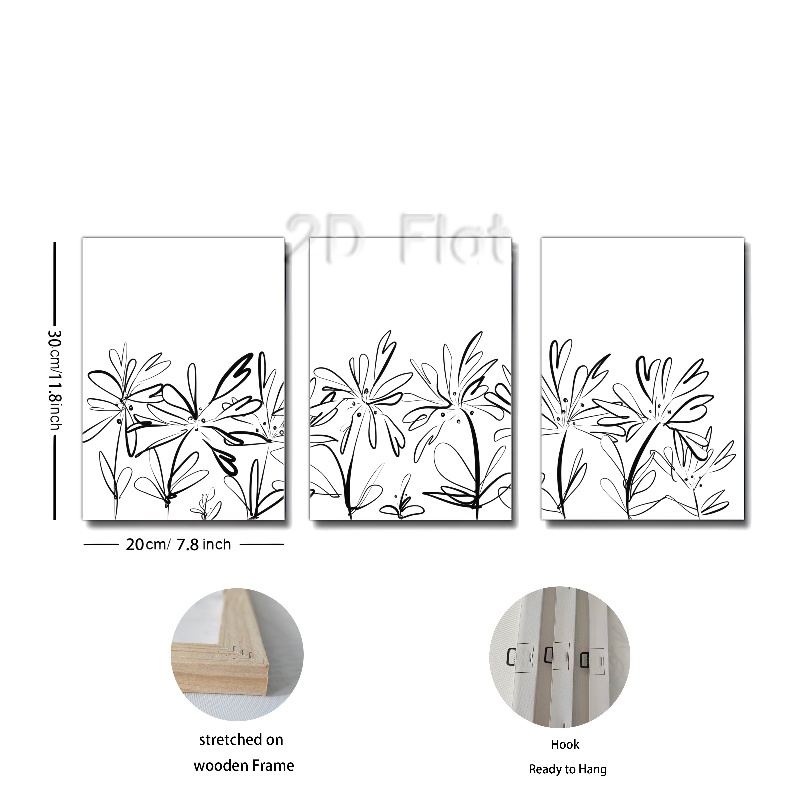 2D Flat
30cm/11.8inch
20cm/ 7.8 inch
stretched on
wooden Frame
Hook
Ready to Hang